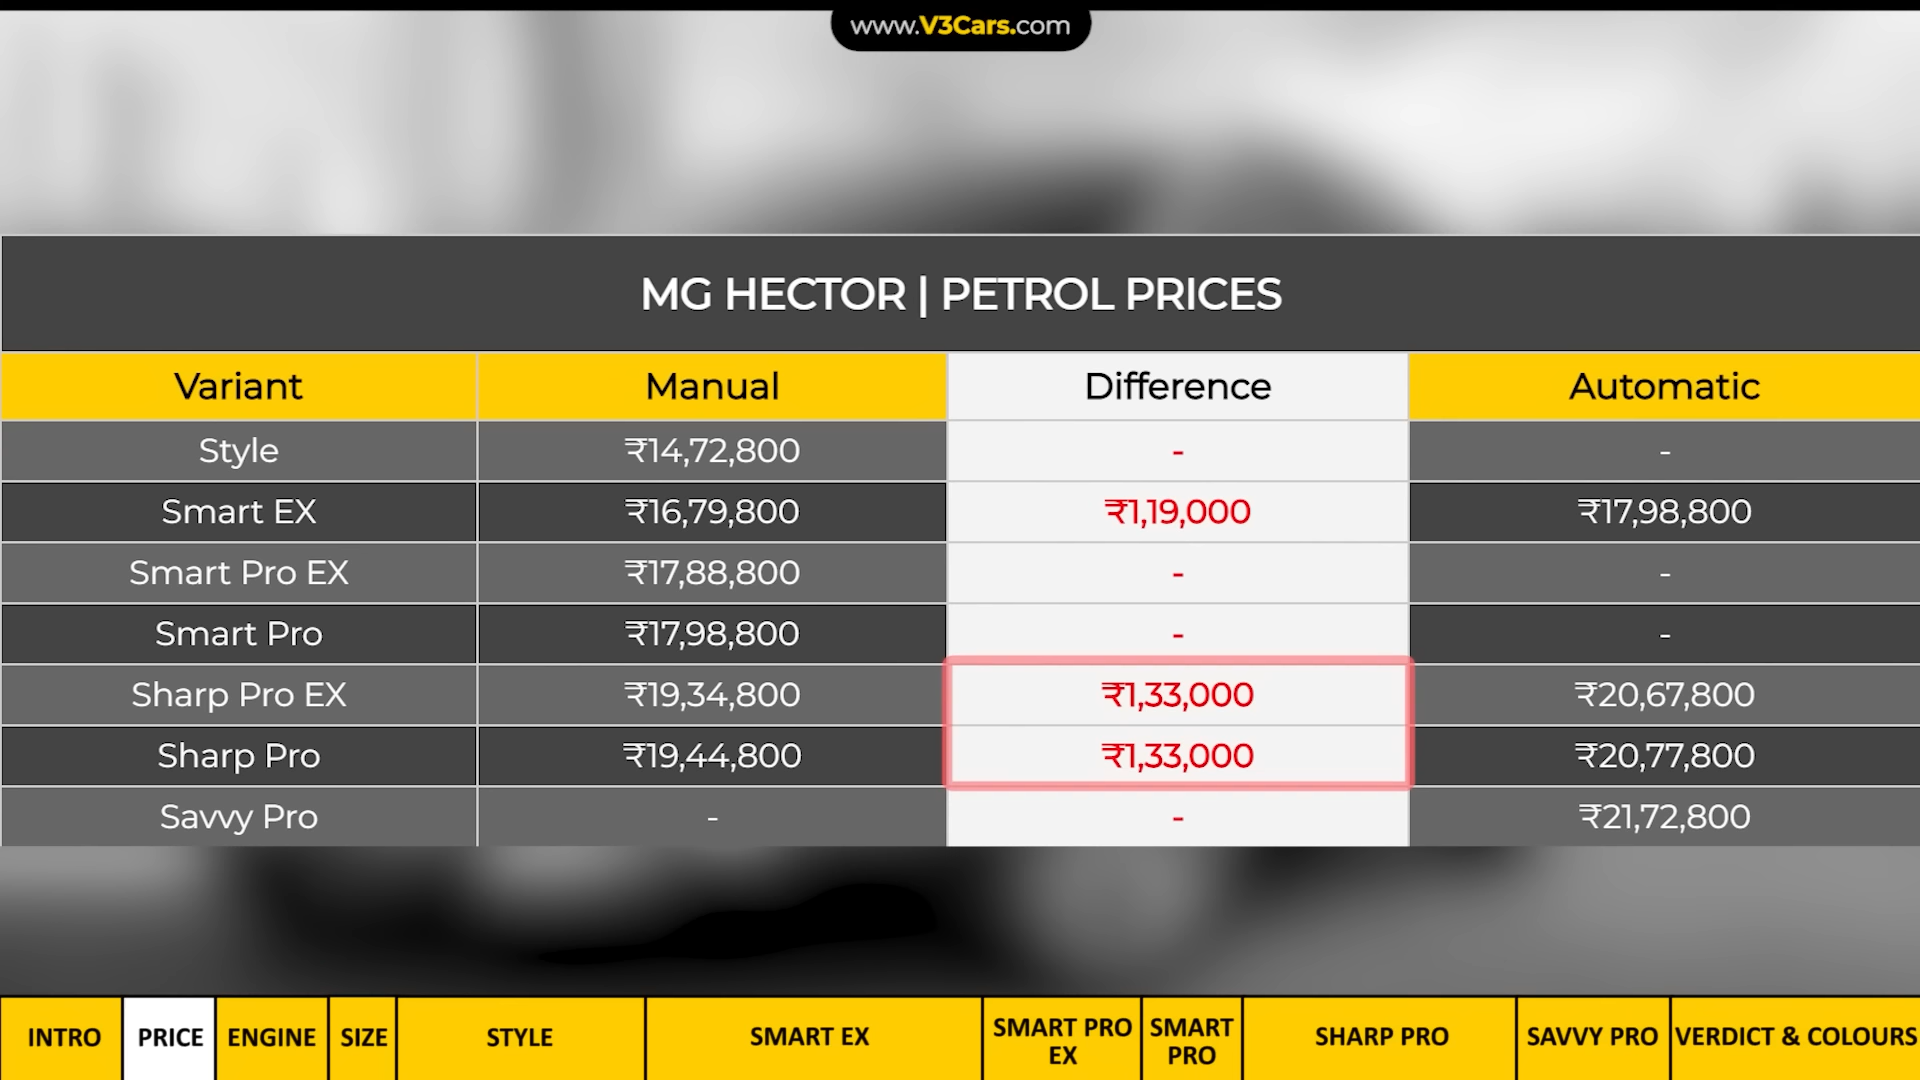 www.V3Cars.com
MG HECTOR | PETROL PRICES
Variant Manual Difference Automatic
Style ₹14,72,800 - -
Smart EX ₹16,79,800 ₹1,19,000 ₹17,98,800
Smart Pro EX ₹17,88,800 - -
Smart Pro ₹17,98,800 - -
Sharp Pro EX ₹19,34,800 ₹1,33,000 ₹20,67,800
Sharp Pro ₹19,44,800 ₹1,33,000 ₹20,77,800
Savvy Pro - - ₹21,72,800
INTRO
PRICE
ENGINE
SIZE
STYLE
SMART EX
SMART PRO
EX
SMART
PRO
SHARP PRO
SAVVY PRO
VERDICT & COLOURS